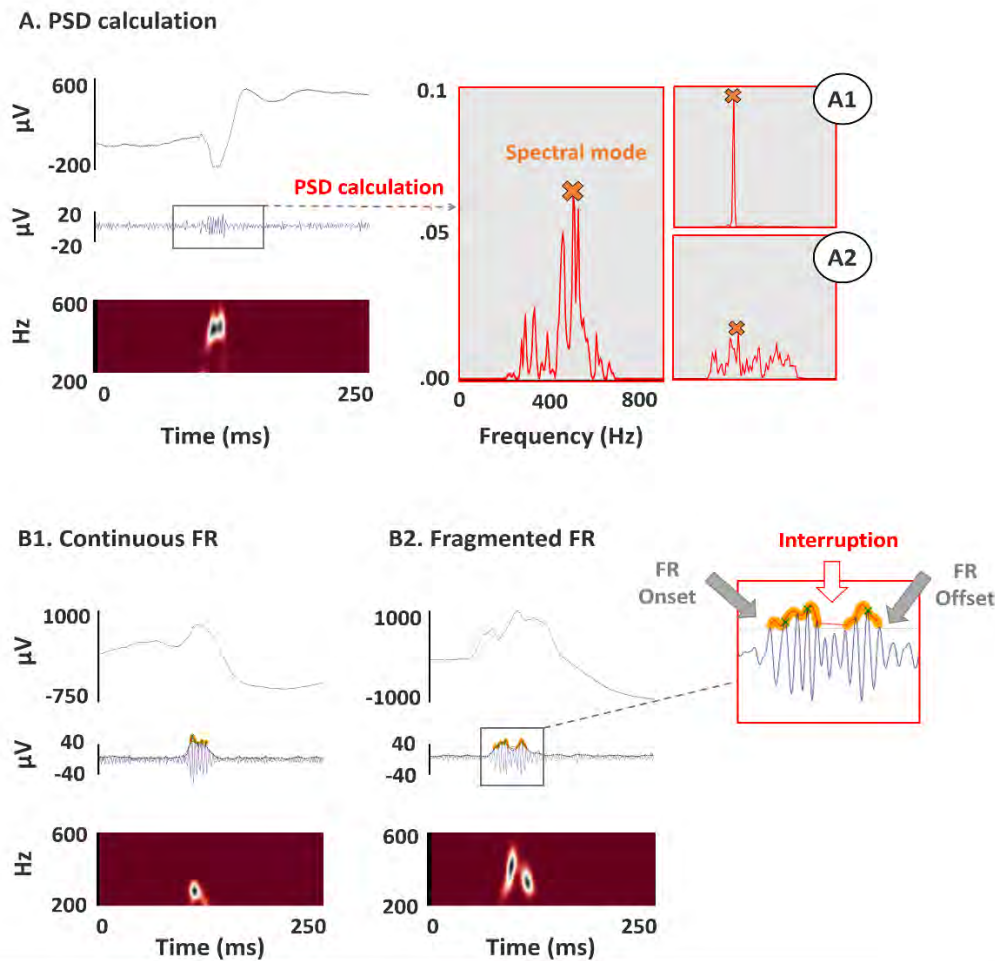 A. PSD calculation
600
µV
-200
20
µV
-20
600
Hz
200
0
250
Time (ms)
PSD calculation
0.1
Spectral mode
.05
.00
0
400
800
Frequency (Hz)
A1
A2
B1. Continuous FR
1000
µV
-750
40
µV
-40
600
Hz
200
0
250
Time (ms)
B2. Fragmented FR
1000
-1000
40
-40
600
200
0
250
Time (ms)
Interruption
FR
Onset
FR
Offset